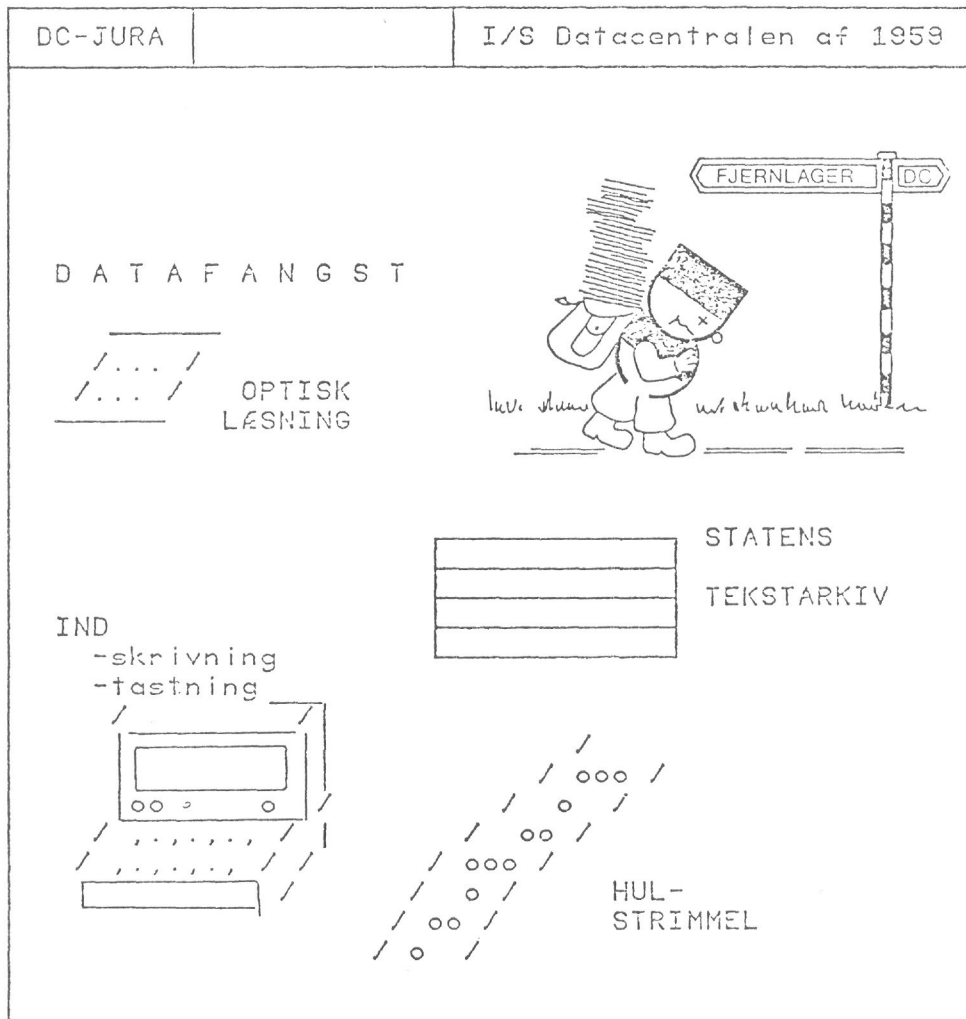 DC-JURA
I/S Datacentralen af 1959
FJERNLAGER
DC
DATAFANGST
OPTISK
LÆSNING
STATENS
TEKSTARKIV
IND
-skrivning
-tastning
HUL-
STRIMMEL